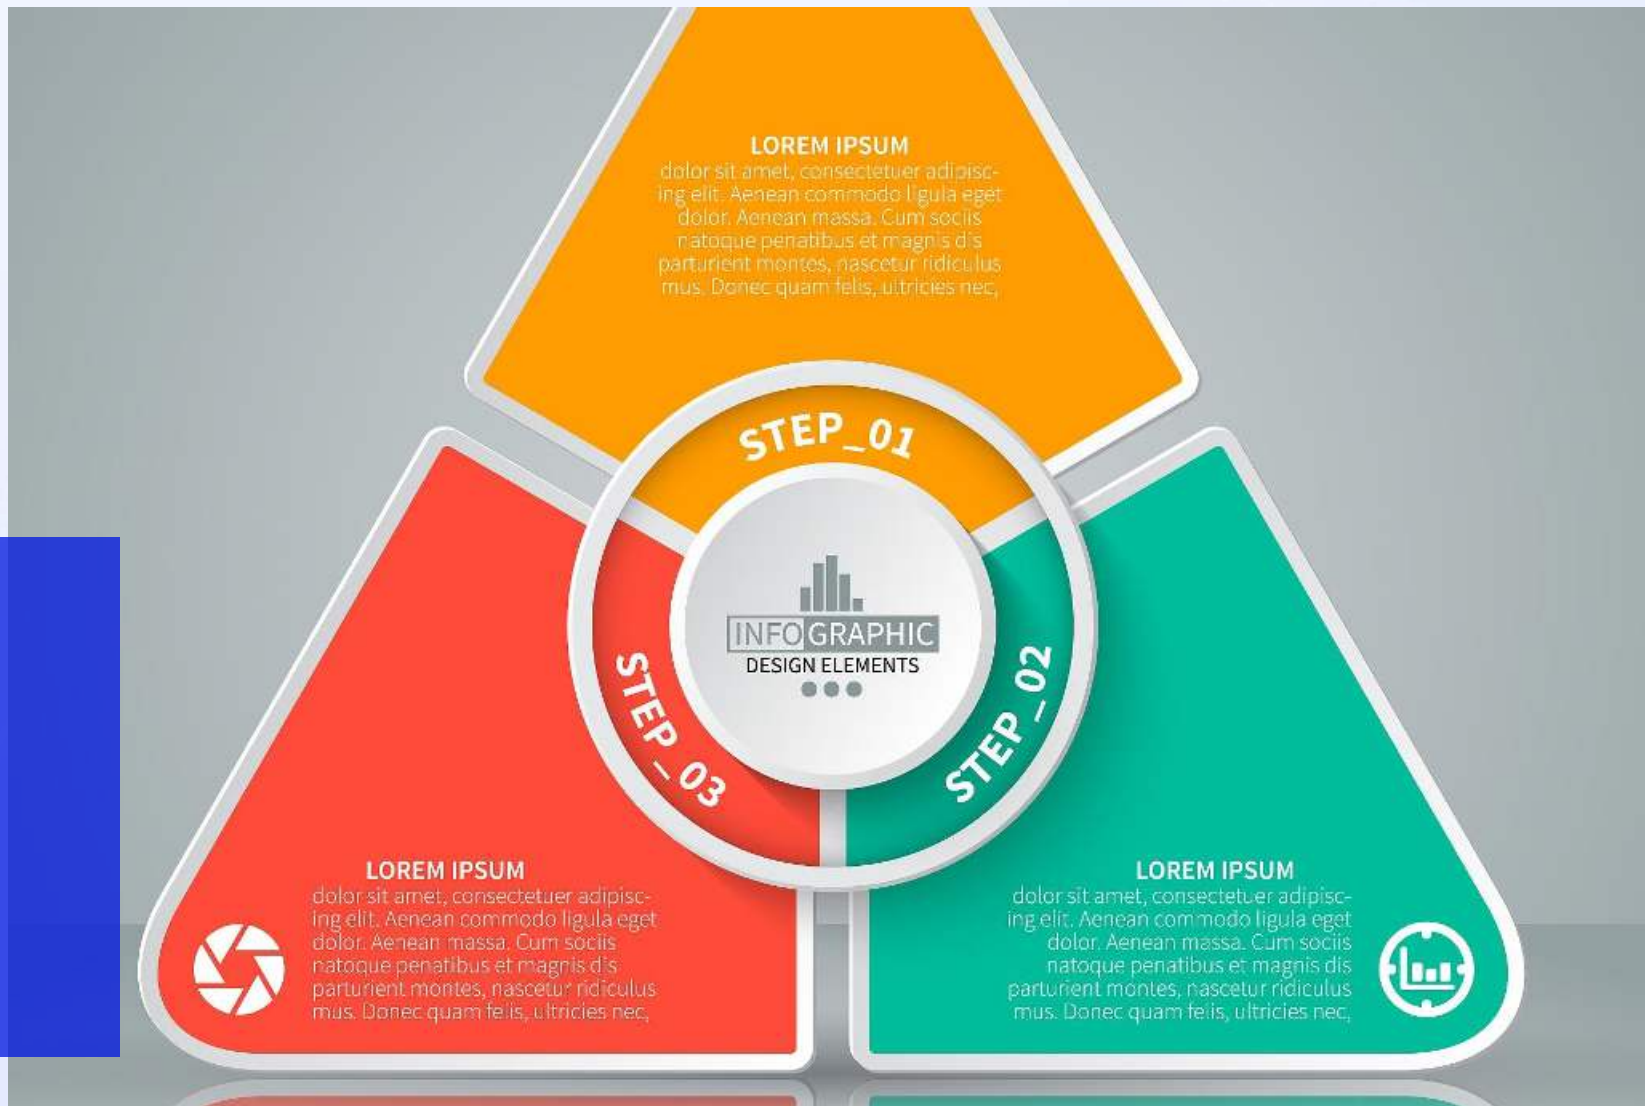 LOREM IPSUM
dolor sit amet, consectetuer adipisc-
ing elit. Aenean commodo ligula eget
dolor. Aenean massa. Cum sociis
natoque penatibus et magnis dis
parturient montes, nascetur ridiculus
mus. Donec quam felis, ultricies nec,
STEP_01
INFOGRAPHIC
DESIGN ELEMENTS
STEP_02
STEP_03
LOREM IPSUM
dolor sit amet, consectetuer adipisc-
ing elit. Aenean commodo ligula eget
dolor. Aenean massa. Cum sociis
natoque penatibus et magnis dis
parturient montes, nascetur ridiculus
mus. Donec quam felis, ultricies nec,
LOREM IPSUM
dolor sit amet, consectetuer adipisc-
ing elit. Aenean commodo ligula eget
dolor. Aenean massa. Cum sociis
natoque penatibus et magnis dis
parturient montes, nascetur ridiculus
mus. Donec quam felis, ultricies nec,